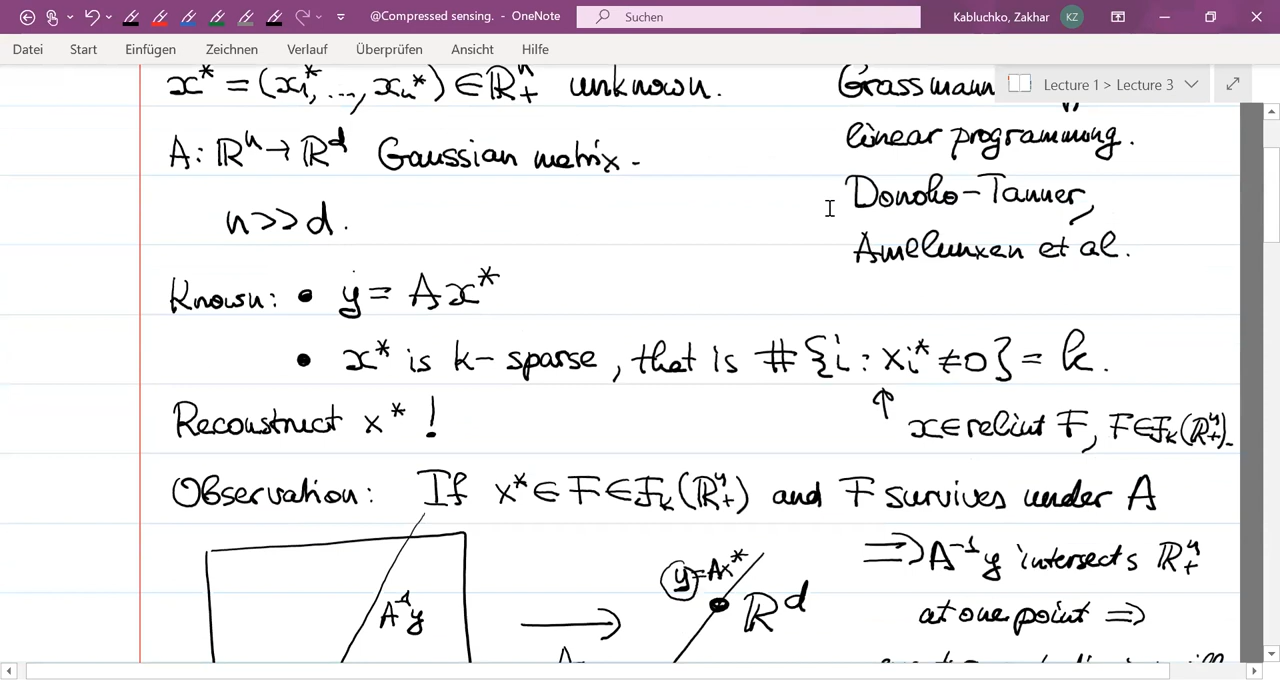 @Compressed sensing. - OneNote
Suchen
Kabluchko, Zakhar
KZ
Datei Start Einfügen Zeichnen Verlauf Überprüfen Ansicht Hilfe
Lecture 1 > Lecture 3
x* = (x₁*, ..., xₙ*) ∈ ℝ₊ⁿ unknown.
A: ℝⁿ → ℝᵈ Gaussian matrix.
n >> d.
Grassmann
linear programming.
Donoho-Tanner,
Amelunxen et al.
Known: • y = Ax*
• x* is k-sparse, that is #{i : xᵢ* ≠ 0} = k.
↑ x ∈ relint F, F ∈ Fₖ(ℝ₊ⁿ).
Reconstruct x* !
Observation: If x* ∈ F ∈ Fₖ(ℝ₊ⁿ) and F survives under A
⟹ A⁻¹y intersects ℝ₊ⁿ
at one point ⟹
A⁻¹y
y = Ax*
ℝᵈ
A